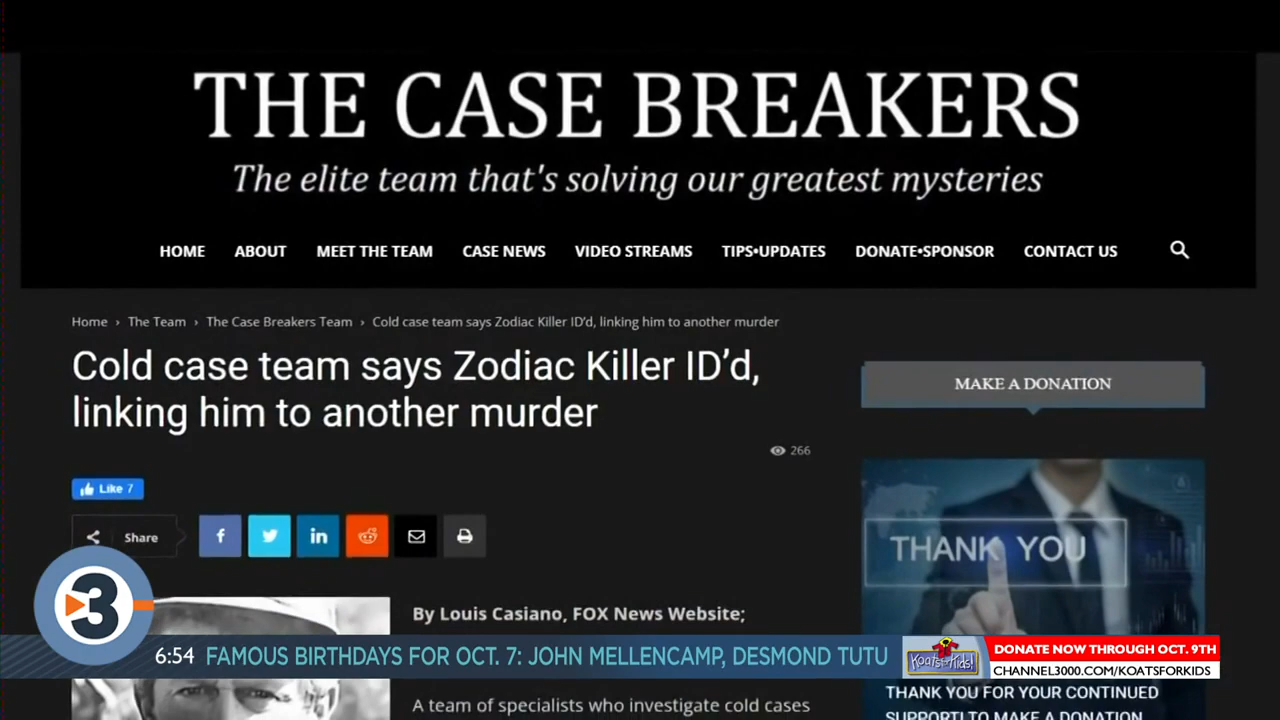 THE CASE BREAKERS
The elite team that's solving our greatest mysteries
HOME ABOUT MEET THE TEAM CASE NEWS VIDEO STREAMS TIPS•UPDATES DONATE•SPONSOR CONTACT US
Home › The Team › The Case Breakers Team › Cold case team says Zodiac Killer ID’d, linking him to another murder
Cold case team says Zodiac Killer ID’d,
linking him to another murder
266
Like 7
Share
MAKE A DONATION
THANK YOU
By Louis Casiano, FOX News Website;
A team of specialists who investigate cold cases
THANK YOU FOR YOUR CONTINUED
SUPPORT! TO MAKE A DONATION
3
6:54 FAMOUS BIRTHDAYS FOR OCT. 7: JOHN MELLENCAMP, DESMOND TUTU
Koats for Kids!
DONATE NOW THROUGH OCT. 9TH
CHANNEL3000.COM/KOATSFORKIDS